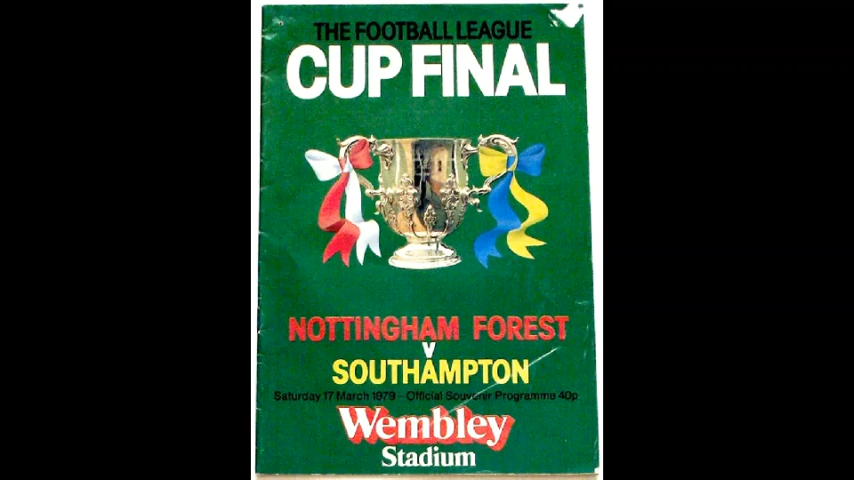 THE FOOTBALL LEAGUE
CUP FINAL
NOTTINGHAM FOREST
V
SOUTHAMPTON
Saturday 17 March 1979 - Official Souvenir Programme 40p
Wembley
Stadium